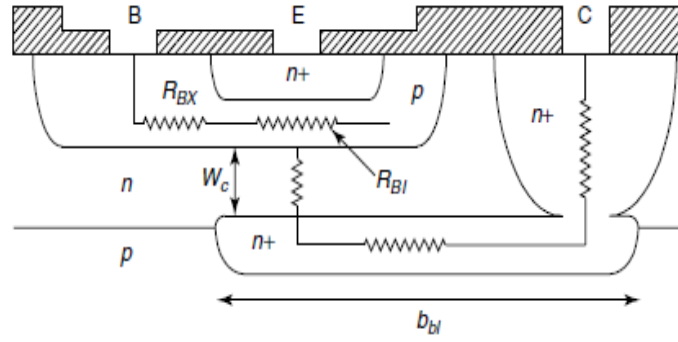 B E C
n+
R_BX p
n+
W_c
n R_BI
n+
p
b_bl